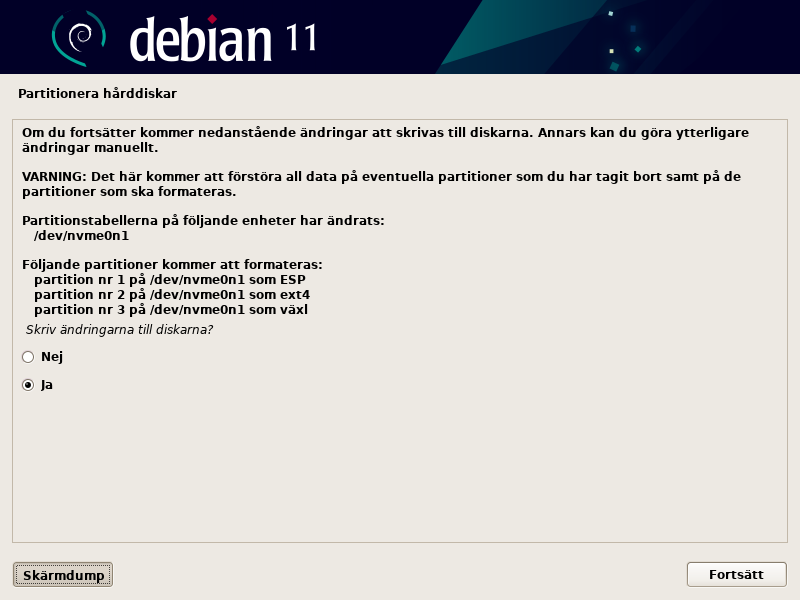 debian 11
Partitionera hårddiskar
Om du fortsätter kommer nedanstående ändringar att skrivas till diskarna. Annars kan du göra ytterligare
ändringar manuellt.
VARNING: Det här kommer att förstöra all data på eventuella partitioner som du har tagit bort samt på de
partitioner som ska formateras.
Partitionstabellerna på följande enheter har ändrats:
/dev/nvme0n1
Följande partitioner kommer att formateras:
partition nr 1 på /dev/nvme0n1 som ESP
partition nr 2 på /dev/nvme0n1 som ext4
partition nr 3 på /dev/nvme0n1 som växl
Skriv ändringarna till diskarna?
Nej
Ja
Skärmdump
Fortsätt